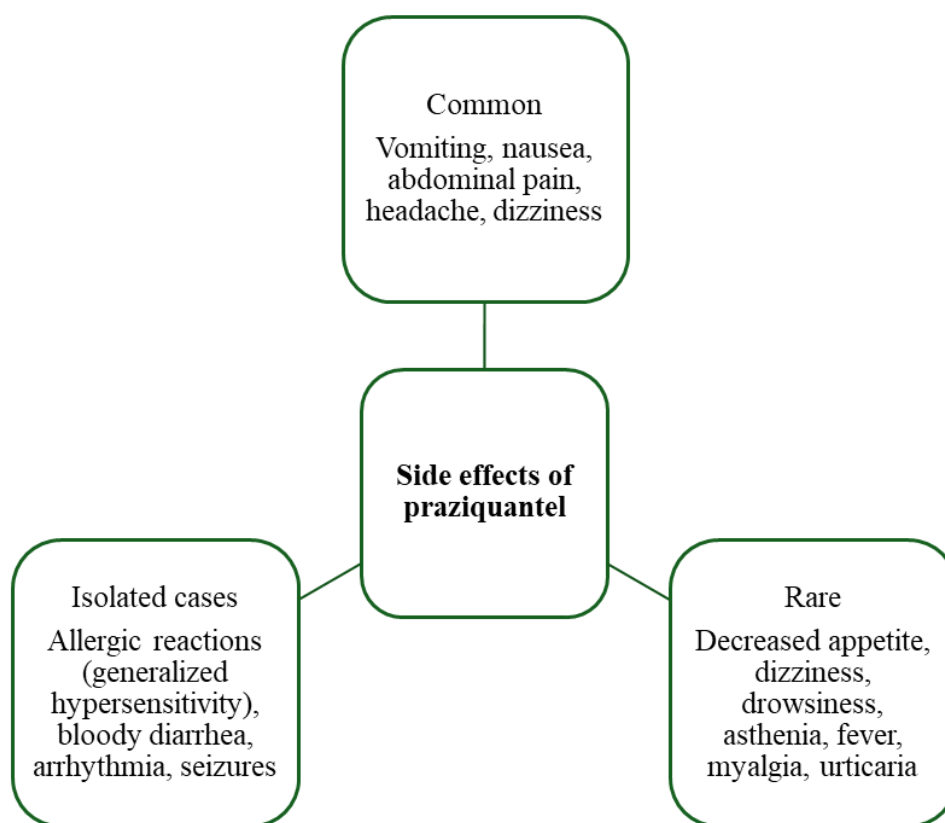 Common
Vomiting, nausea,
abdominal pain,
headache, dizziness
Side effects of
praziquantel
Isolated cases
Allergic reactions
(generalized
hypersensitivity),
bloody diarrhea,
arrhythmia, seizures
Rare
Decreased appetite,
dizziness,
drowsiness,
asthenia, fever,
myalgia, urticaria